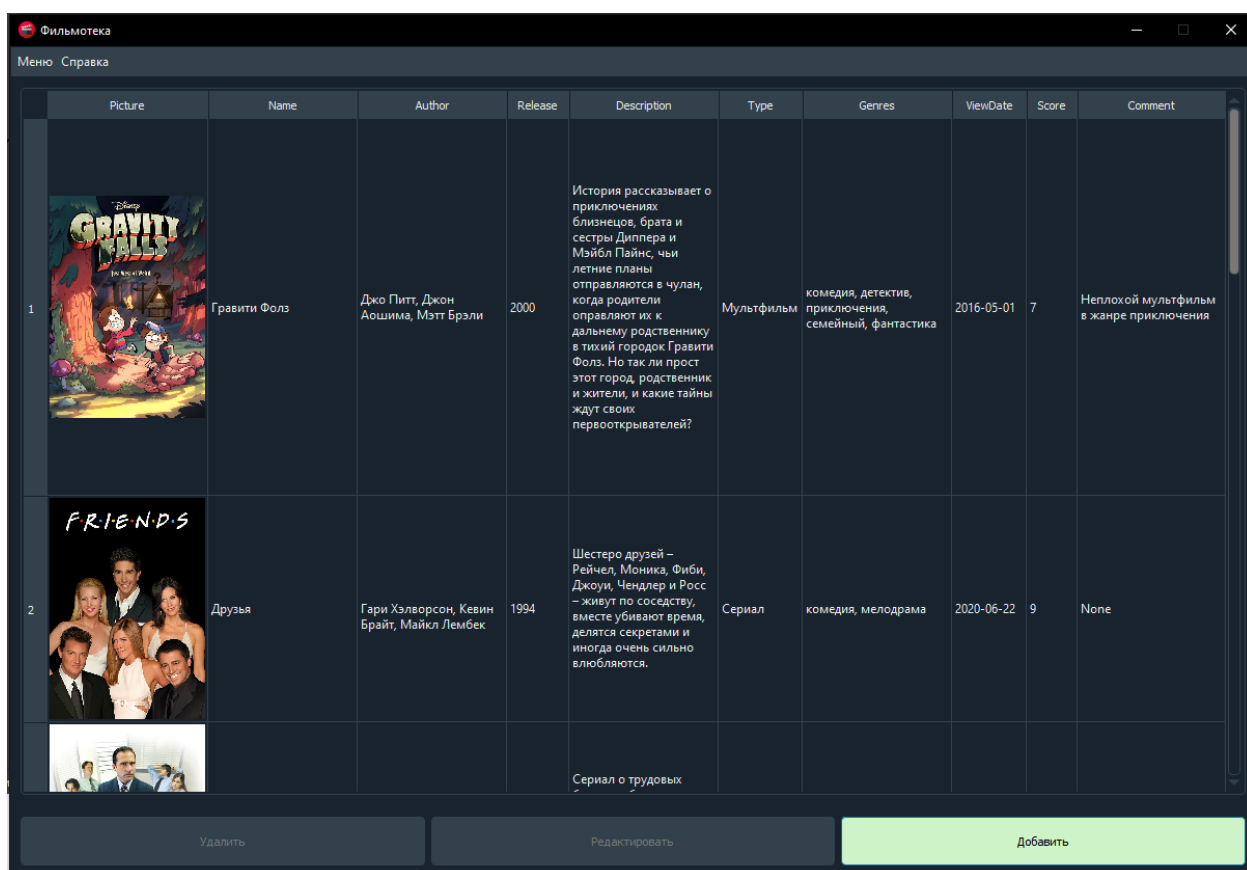 Фильмотека
Меню Справка
Picture Name Author Release Description Type Genres ViewDate Score Comment
1
Disney
GRAVITY
FALLS
Гравити Фолз
Джо Питт, Джон
Аошима, Мэтт Брэли
2000
История рассказывает о
приключениях
близнецов, брата и
сестры Диппера и
Мэйбл Пайнс, чьи
летние планы
отправляются в чулан,
когда родители
оправляют их к
дальнему родственнику
в тихий городок Гравити
Фолз. Но так ли прост
этот город, родственник
и жители, и какие тайны
ждут своих
первооткрывателей?
Мультфильм
комедия, детектив,
приключения,
семейный, фантастика
2016-05-01
7
Неплохой мультфильм
в жанре приключения
2
F·R·I·E·N·D·S
Друзья
Гари Хэлворсон, Кевин
Брайт, Майкл Лембек
1994
Шестеро друзей –
Рейчел, Моника, Фиби,
Джоуи, Чендлер и Росс
– живут по соседству,
вместе убивают время,
делятся секретами и
иногда очень сильно
влюбляются.
Сериал
комедия, мелодрама
2020-06-22
9
None
Сериал о трудовых
Удалить Редактировать Добавить